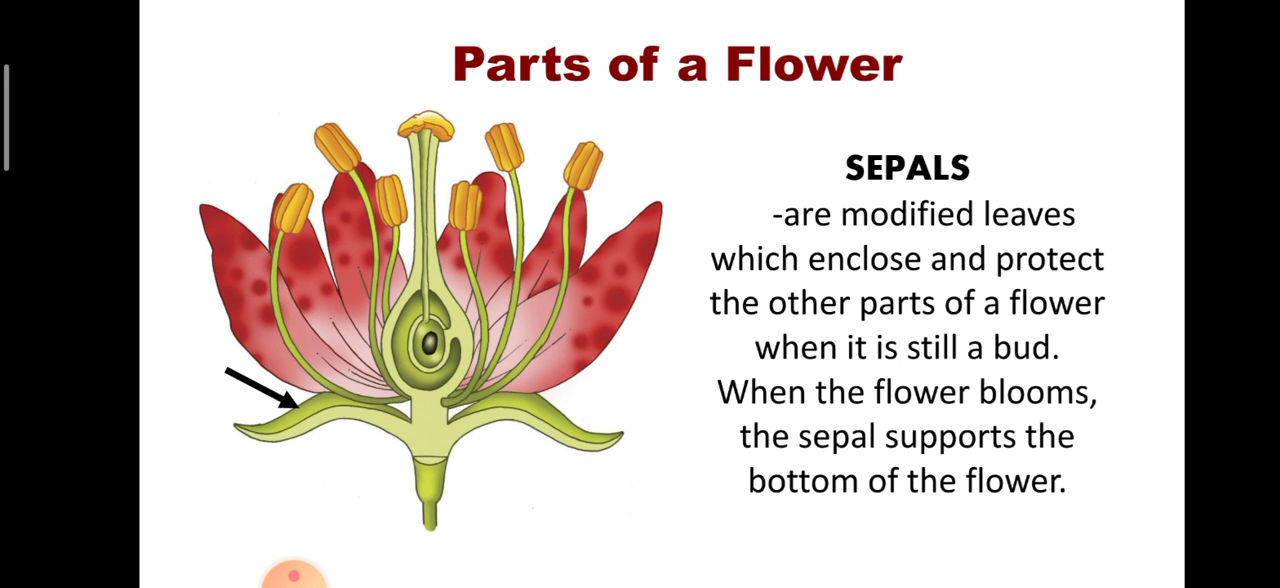 Parts of a Flower
SEPALS
-are modified leaves
which enclose and protect
the other parts of a flower
when it is still a bud.
When the flower blooms,
the sepal supports the
bottom of the flower.